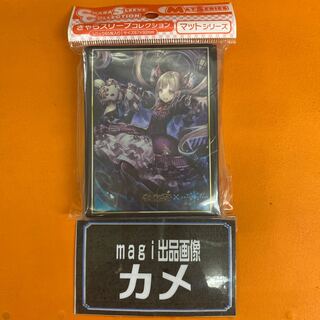 CHARA SLEEVE COLLECTION
MAT SERIES
きゃらスリーブコレクション
マットシリーズ
magi出品画像
カメ